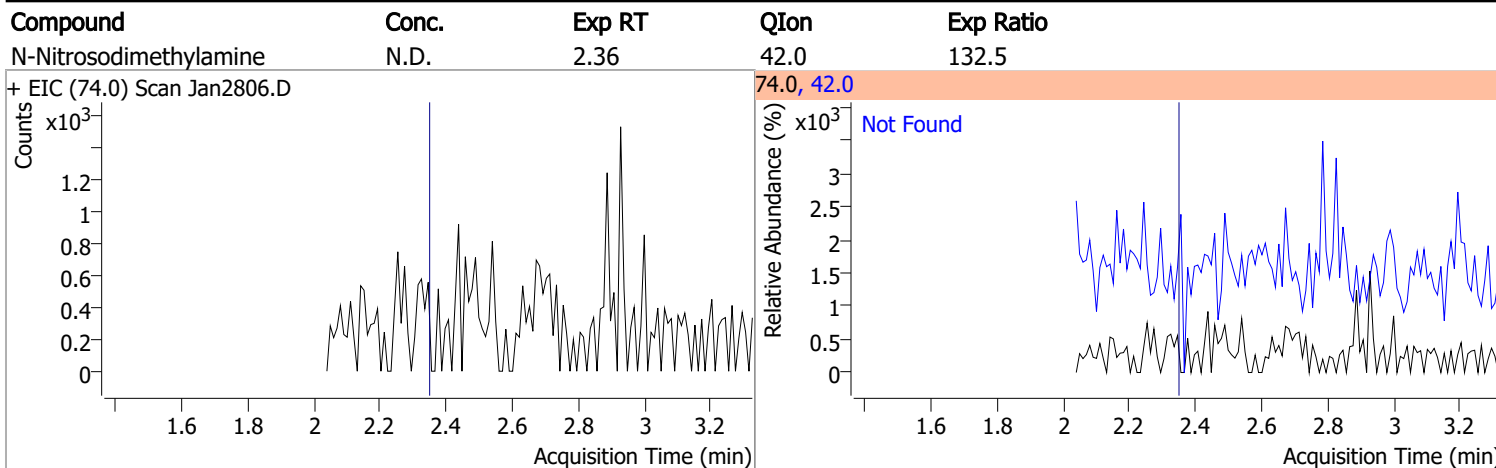 Compound Conc. Exp RT QIon Exp Ratio
N-Nitrosodimethylamine N.D. 2.36 42.0 132.5
+ EIC (74.0) Scan Jan2806.D
Counts
x10³
1.2
1
0.8
0.6
0.4
0.2
0
1.6 1.8 2 2.2 2.4 2.6 2.8 3 3.2
Acquisition Time (min)
74.0, 42.0
Relative Abundance (%)
x10³
Not Found
3
2.5
2
1.5
1
0.5
0
1.6 1.8 2 2.2 2.4 2.6 2.8 3 3.2
Acquisition Time (min)